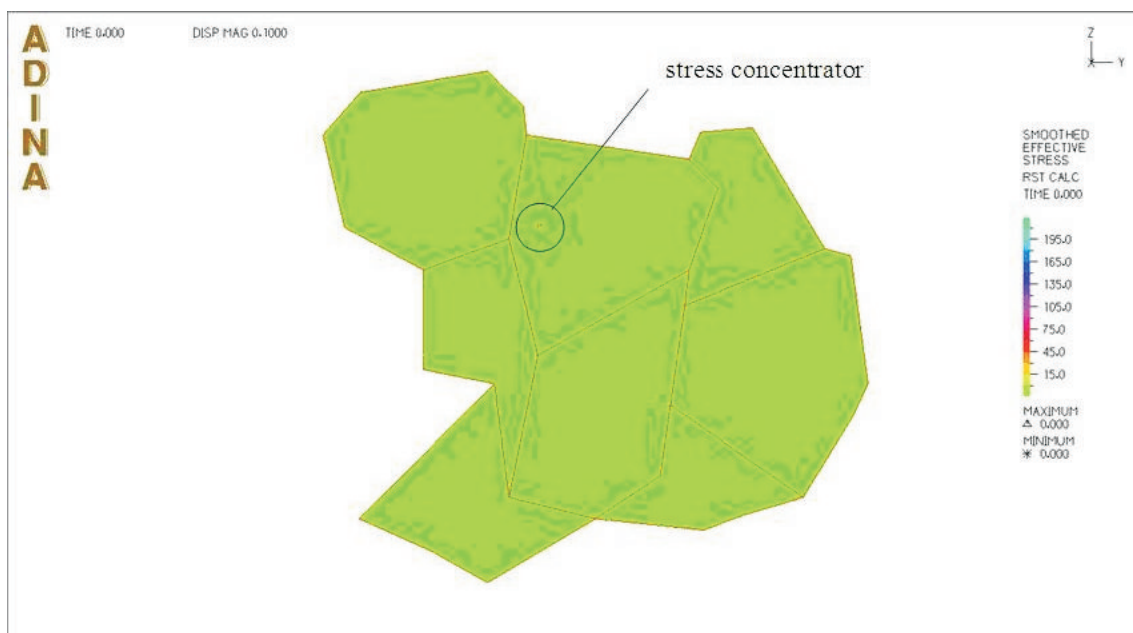 ADINA
TIME 0.000
DISP MAG 0.1000
stress concentrator
Z
X
Y
SMOOTHED
EFFECTIVE
STRESS
RST CALC
TIME 0.000
195.0
165.0
135.0
105.0
75.0
45.0
15.0
MAXIMUM
△ 0.000
MINIMUM
✳ 0.000